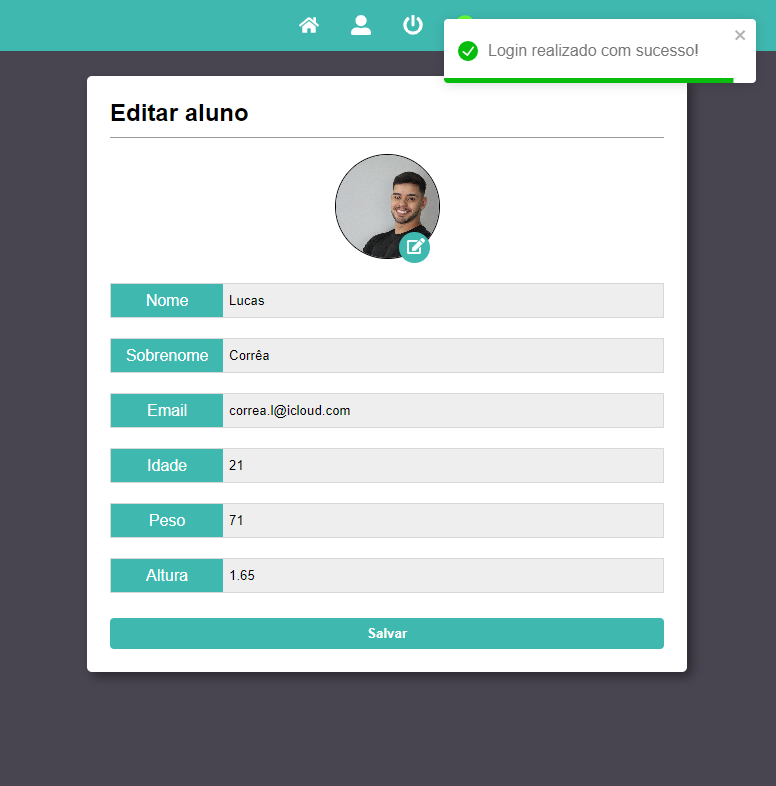 Login realizado com sucesso!
Editar aluno
Nome Lucas
Sobrenome Corrêa
Email correa.l@icloud.com
Idade 21
Peso 71
Altura 1.65
Salvar